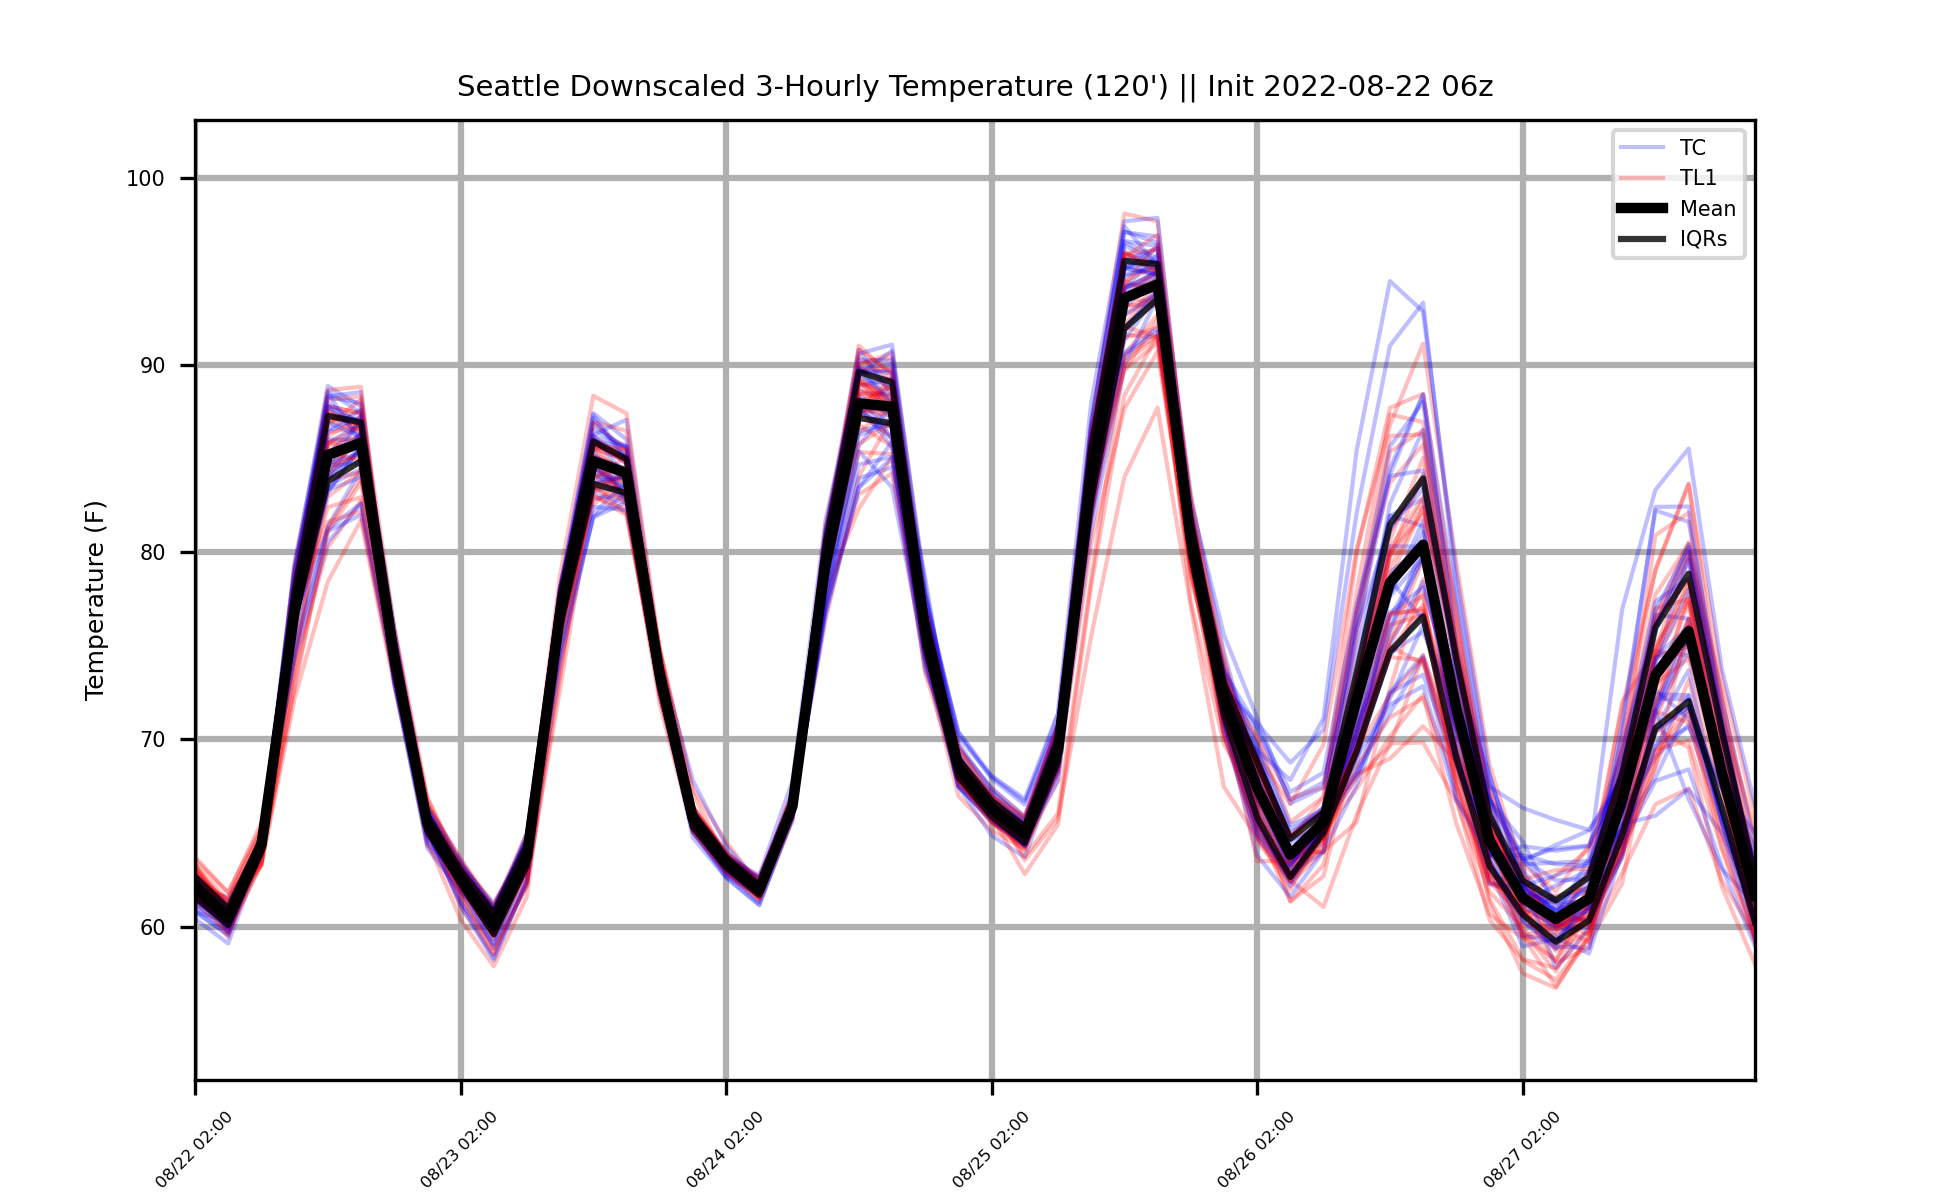 Seattle Downscaled 3-Hourly Temperature (120') || Init 2022-08-22 06z
TC
TL1
Mean
IQRs
Temperature (F)
100
90
80
70
60
08/22 02:00
08/23 02:00
08/24 02:00
08/25 02:00
08/26 02:00
08/27 02:00